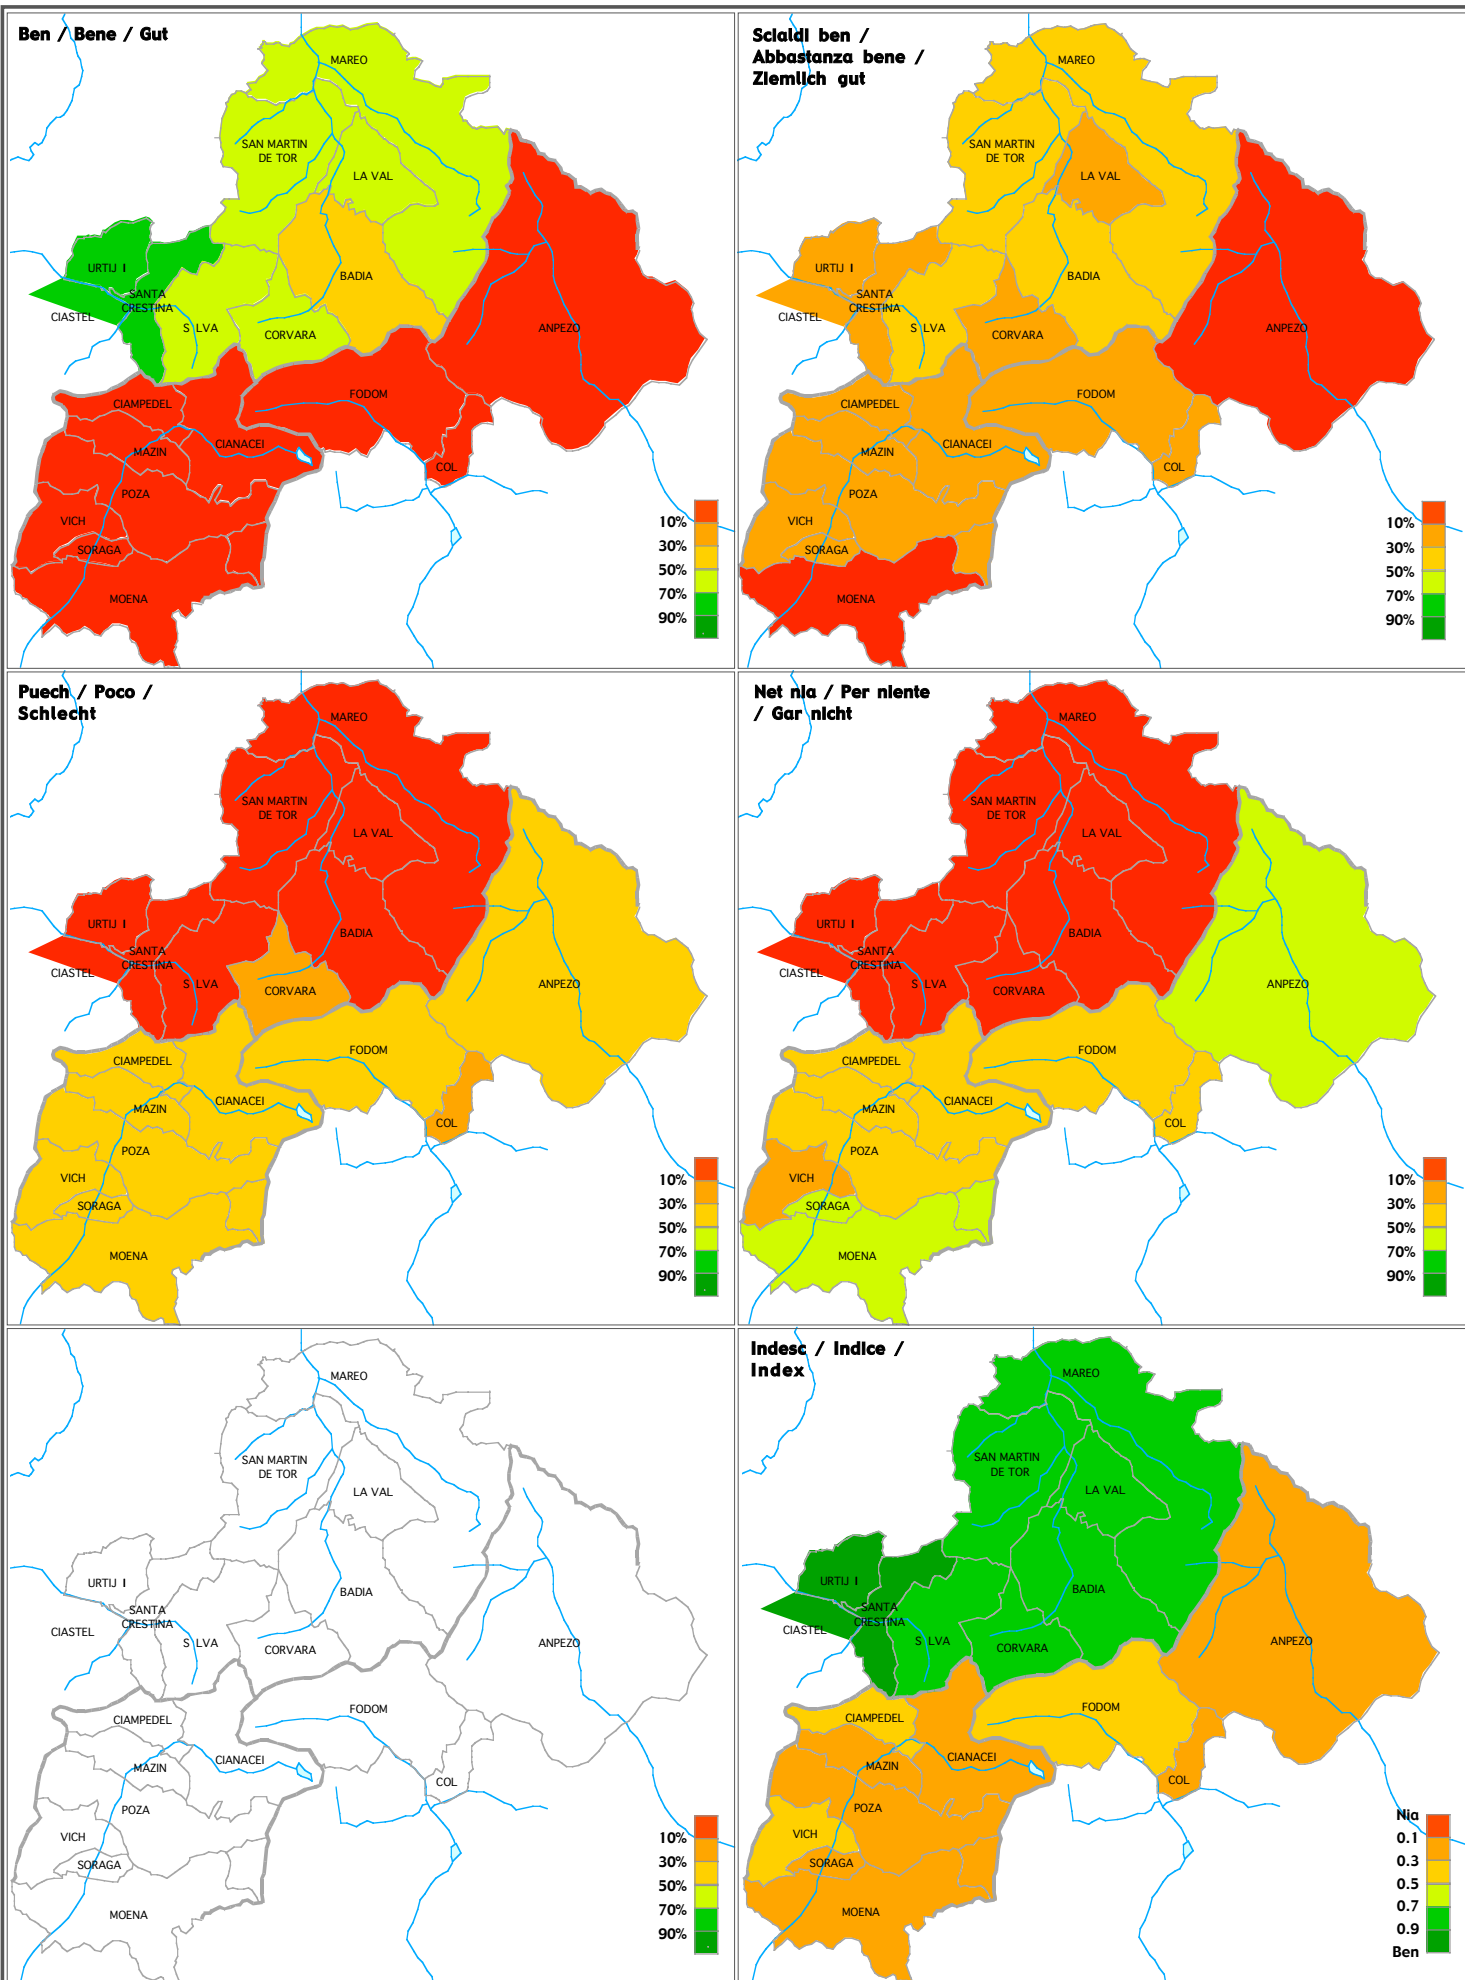 Ben / Bene / Gut
MAREO
SAN MARTIN
DE TOR
LA VAL
URTIJ I
SANTA
CRESTINA
CIASTEL
S LVA
BADIA
CORVARA
ANPEZO
FODOM
CIAMPEDEL
CIANACEI
MAZIN
COL
POZA
VICH
SORAGA
MOENA
10%
30%
50%
70%
90%
Scialdi ben /
Abbastanza bene /
Ziemlich gut
MAREO
SAN MARTIN
DE TOR
LA VAL
URTIJ I
SANTA
CRESTINA
CIASTEL
S LVA
BADIA
CORVARA
ANPEZO
FODOM
CIAMPEDEL
CIANACEI
MAZIN
COL
POZA
VICH
SORAGA
MOENA
10%
30%
50%
70%
90%
Puech / Poco /
Schlecht
MAREO
SAN MARTIN
DE TOR
LA VAL
URTIJ I
SANTA
CRESTINA
CIASTEL
S LVA
BADIA
CORVARA
ANPEZO
FODOM
CIAMPEDEL
CIANACEI
MAZIN
COL
POZA
VICH
SORAGA
MOENA
10%
30%
50%
70%
90%
Net nia / Per niente
/ Gar nicht
MAREO
SAN MARTIN
DE TOR
LA VAL
URTIJ I
SANTA
CRESTINA
CIASTEL
S LVA
BADIA
CORVARA
ANPEZO
FODOM
CIAMPEDEL
CIANACEI
MAZIN
COL
POZA
VICH
SORAGA
MOENA
10%
30%
50%
70%
90%
MAREO
SAN MARTIN
DE TOR
LA VAL
URTIJ I
SANTA
CRESTINA
CIASTEL
S LVA
BADIA
CORVARA
ANPEZO
FODOM
CIAMPEDEL
CIANACEI
MAZIN
COL
POZA
VICH
SORAGA
MOENA
10%
30%
50%
70%
90%
Indesc / Indice /
Index
MAREO
SAN MARTIN
DE TOR
LA VAL
URTIJ I
SANTA
CRESTINA
CIASTEL
S LVA
BADIA
CORVARA
ANPEZO
FODOM
CIAMPEDEL
CIANACEI
MAZIN
COL
POZA
VICH
SORAGA
MOENA
Nia
0.1
0.3
0.5
0.7
0.9
Ben